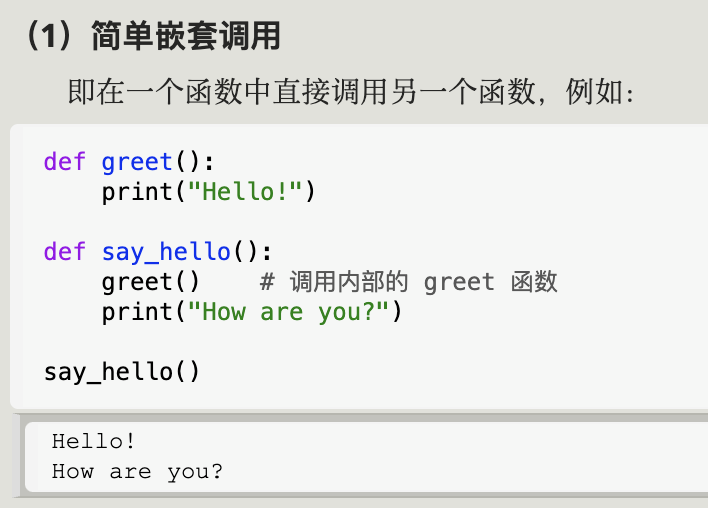 （1）简单嵌套调用
即在一个函数中直接调用另一个函数，例如：
def greet():
    print("Hello!")
def say_hello():
    greet()    # 调用内部的 greet 函数
    print("How are you?")
say_hello()
Hello!
How are you?